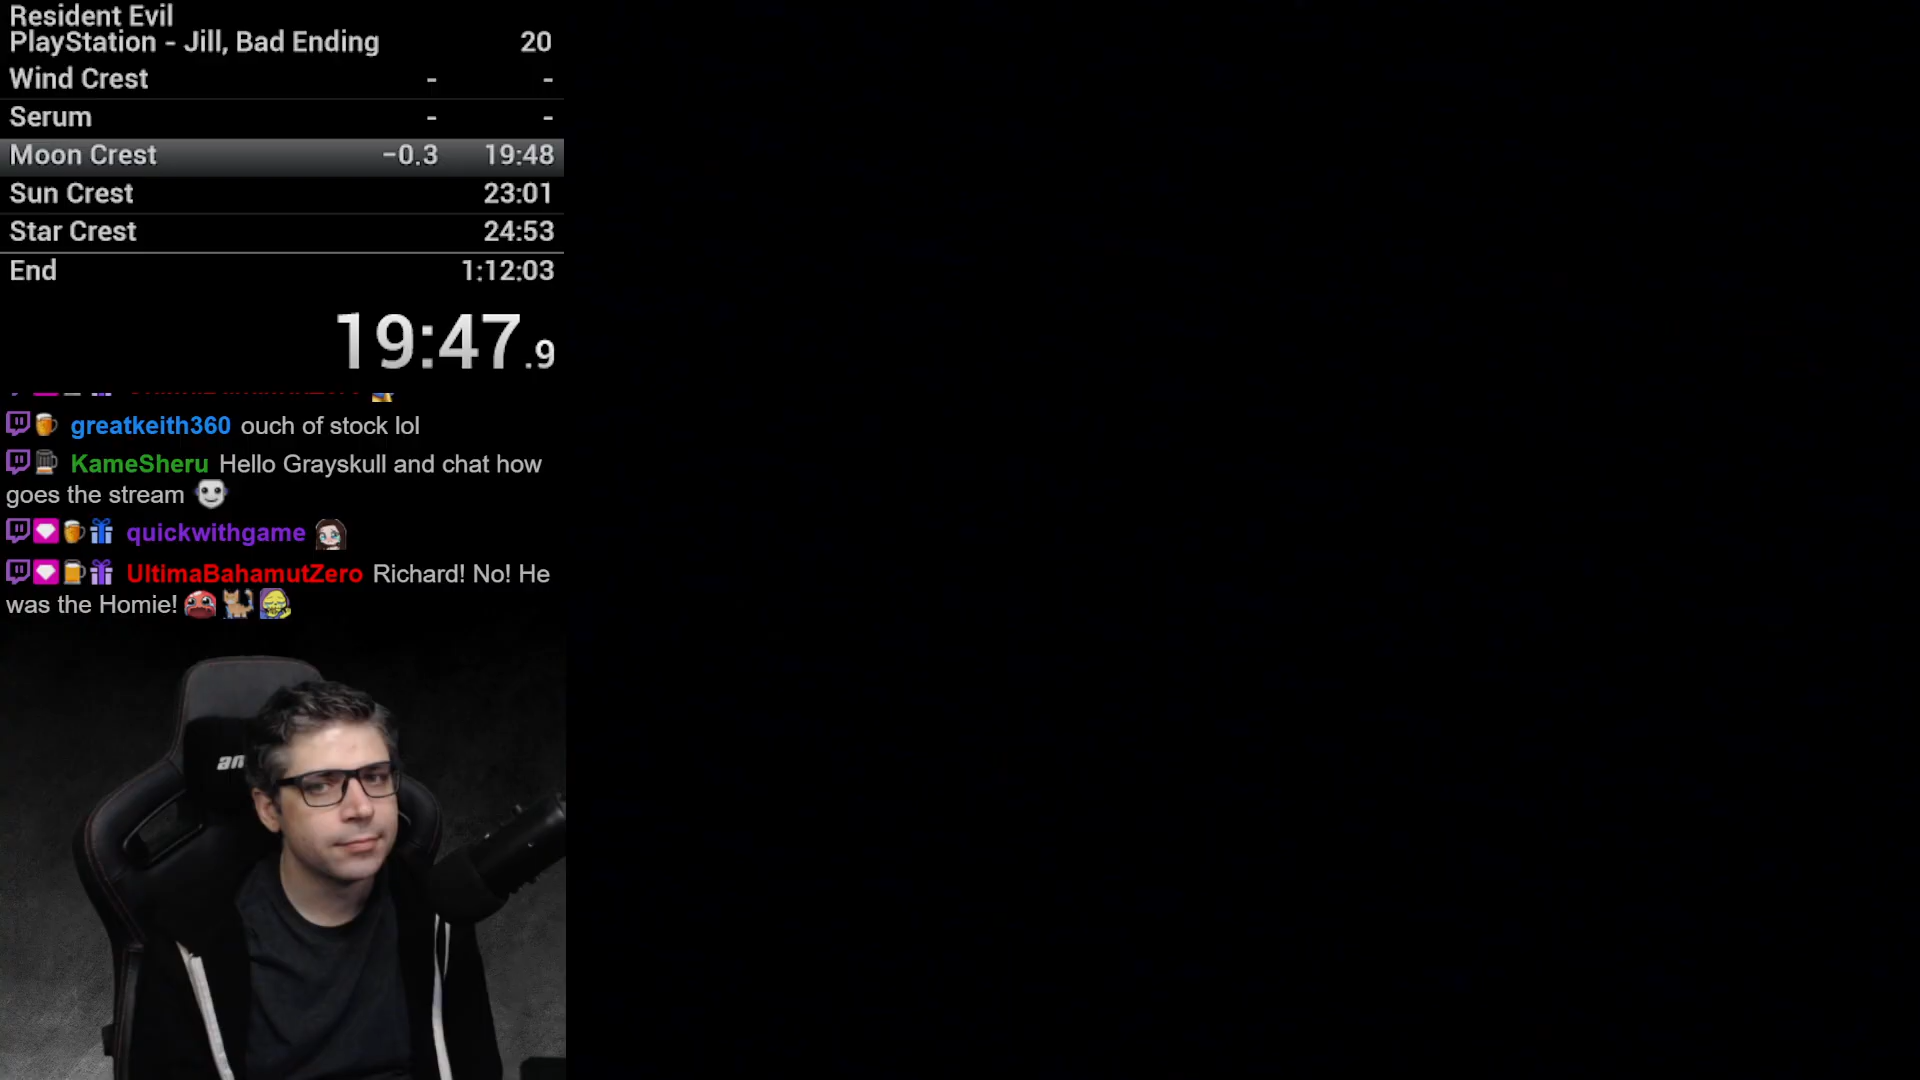 Resident Evil
PlayStation - Jill, Bad Ending 20
Wind Crest - -
Serum - -
Moon Crest −0.3 19:48
Sun Crest 23:01
Star Crest 24:53
End 1:12:03
19:47.9
greatkeith360 ouch of stock lol
KameSheru Hello Grayskull and chat how
goes the stream
quickwithgame
UltimaBahamutZero Richard! No! He
was the Homie!
an